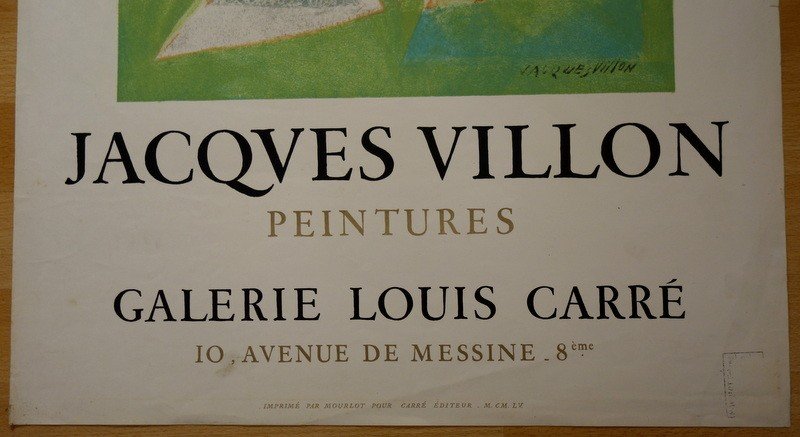 JACQUES VILLON
JACQVES VILLON
PEINTURES
GALERIE LOUIS CARRÉ
10, AVENUE DE MESSINE - 8ème
IMPRIMÉ PAR MOURLOT POUR CARRÉ ÉDITEUR . M.CM.LV